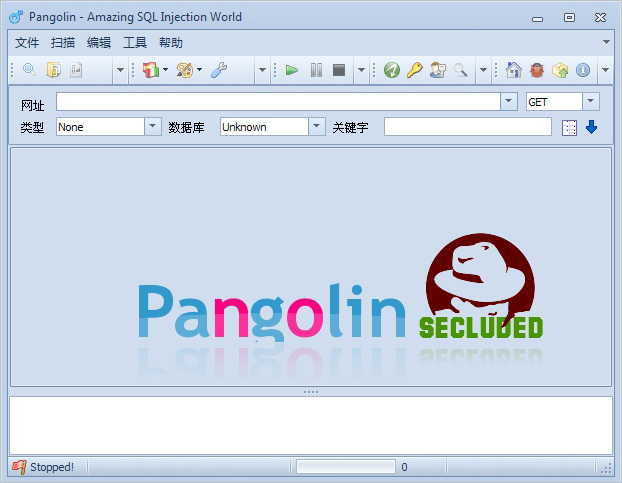 Pangolin - Amazing SQL Injection World
文件 扫描 编辑 工具 帮助
网址 GET
类型 None 数据库 Unknown 关键字
Pangolin
SECLUDED
Stopped! 0